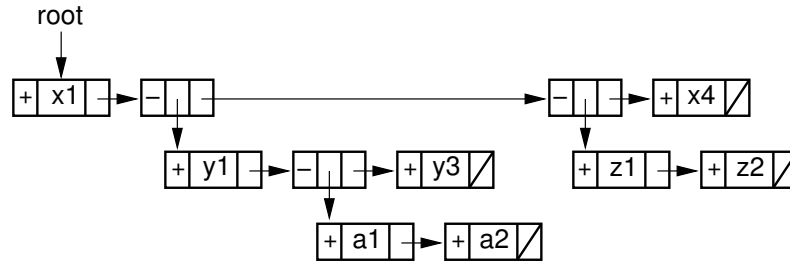 root
+ x1 − − + x4
+ y1 − + y3 + z1 + z2
+ a1 + a2